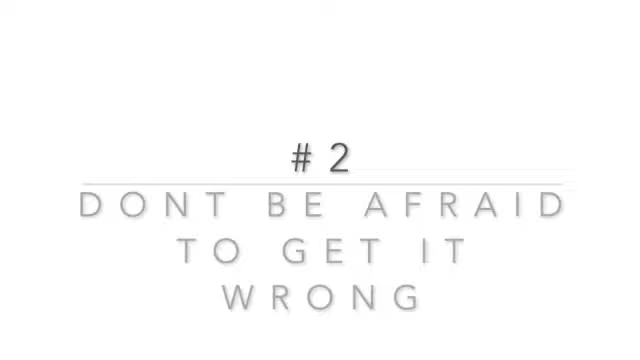 # 2
DONT BE AFRAID
TO GET IT
WRONG